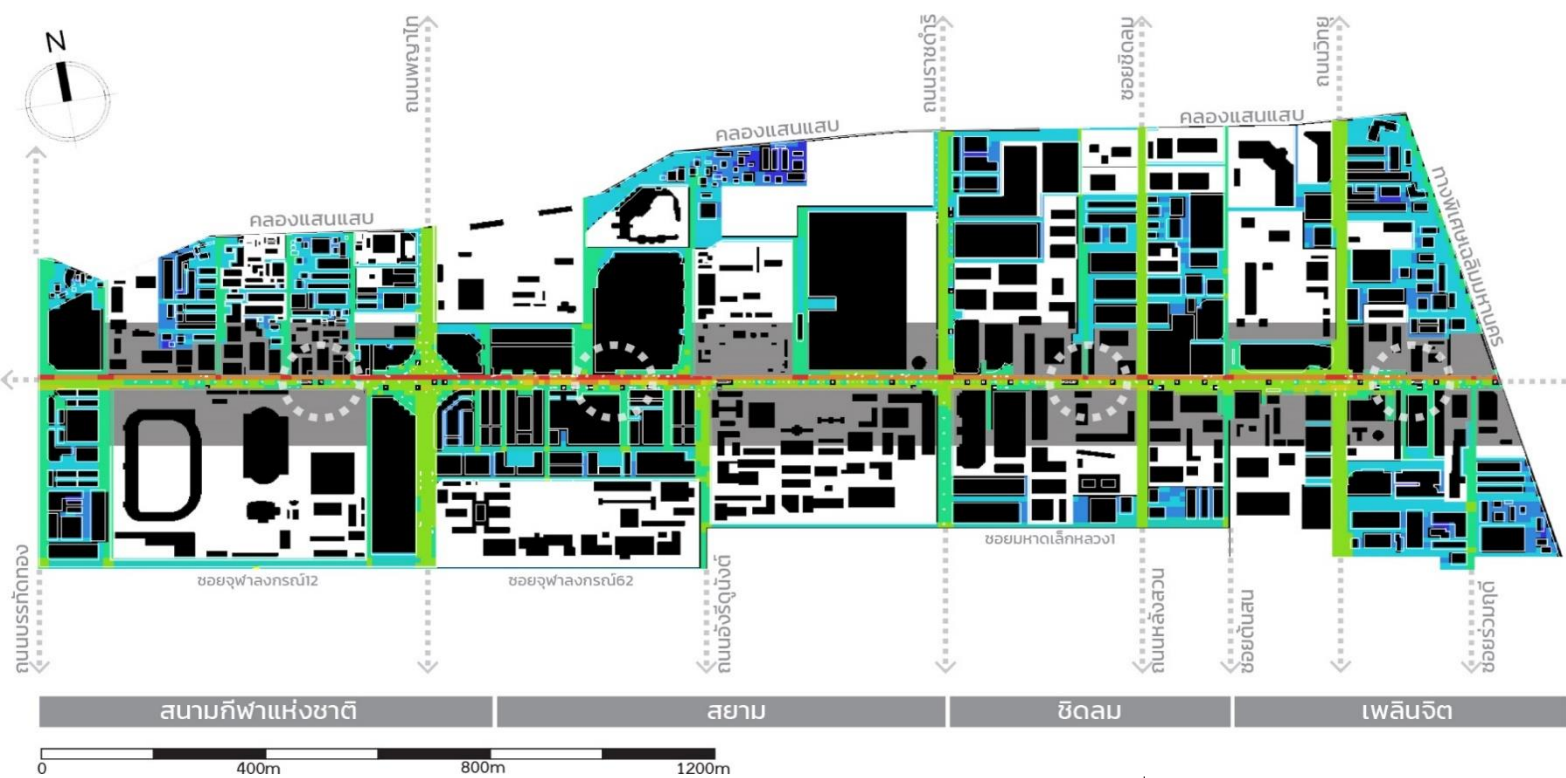 N
ถนนพญาไท
ถนนราชดำริ
ซอยชิดลม
ถนนวิทยุ
คลองแสนแสบ
คลองแสนแสบ
คลองแสนแสบ
ทางพิเศษเฉลิมมหานคร
ซอยจุฬาลงกรณ์12
ซอยจุฬาลงกรณ์62
ซอยมหาดเล็กหลวง1
ถนนบรรทัดทอง
ถนนอังรีดูนังต์
ถนนหลังสวน
ซอยต้นสน
ซอยร่วมฤดี
สนามกีฬาแห่งชาติ
สยาม
ชิดลม
เพลินจิต
0
400m
800m
1200m